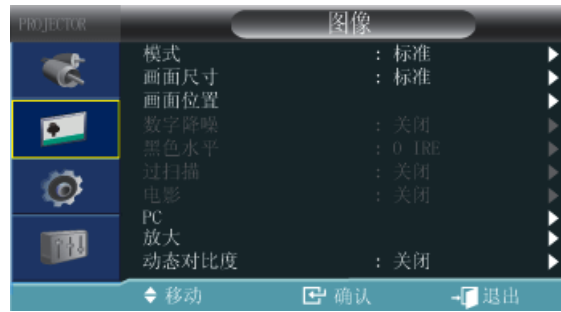 PROJECTOR 图像
模式 : 标准
画面尺寸 : 标准
画面位置
数字降噪 : 关闭
黑色水平 : 0 IRE
过扫描 : 关闭
电影 : 关闭
PC
放大
动态对比度 : 关闭
移动 确认 退出